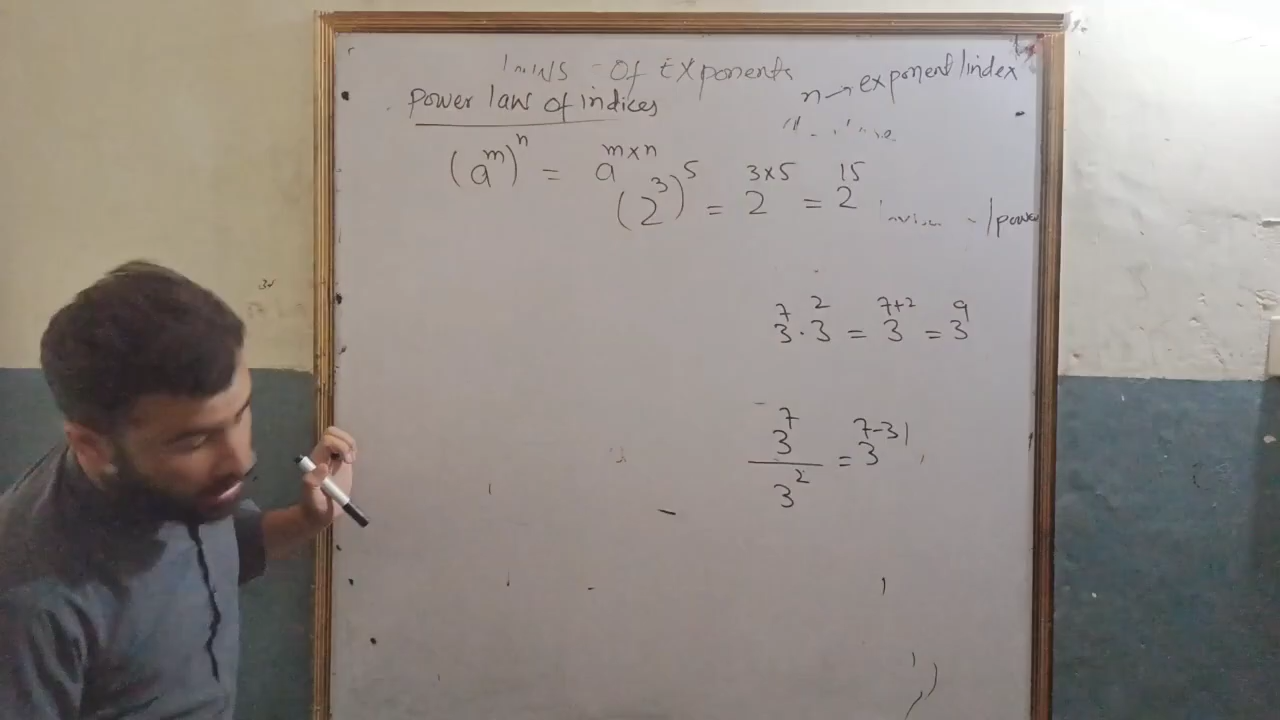 of Exponents
Power law of indices
n → exponent/index
(a^m)^n = a^{m×n}
(2^3)^5 = 2^{3×5} = 2^{15}
/power
3^7 · 3^2 = 3^{7+2} = 3^9
3^7 / 3^2 = 3^{7-3}